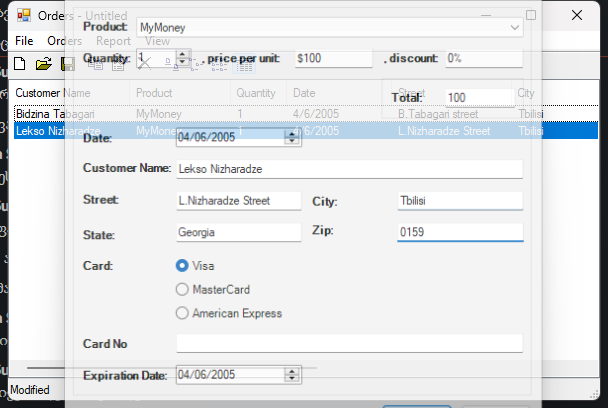 Orders - Untitled
Product: MyMoney
File Orders Report View
Quantity: 1 , price per unit: $100 , discount: 0%
Customer Name Product Quantity Date Street City
Total: 100
Bidzina Tabagari MyMoney 1 4/6/2005 B.Tabagari street Tbilisi
Lekso Nizharadze MyMoney 1 4/6/2005 L.Nizharadze Street Tbilisi
Date: 04/06/2005
Customer Name: Lekso Nizharadze
Street: L.Nizharadze Street City: Tbilisi
State: Georgia Zip: 0159
Card: Visa
MasterCard
American Express
Card No
Expiration Date: 04/06/2005
Modified